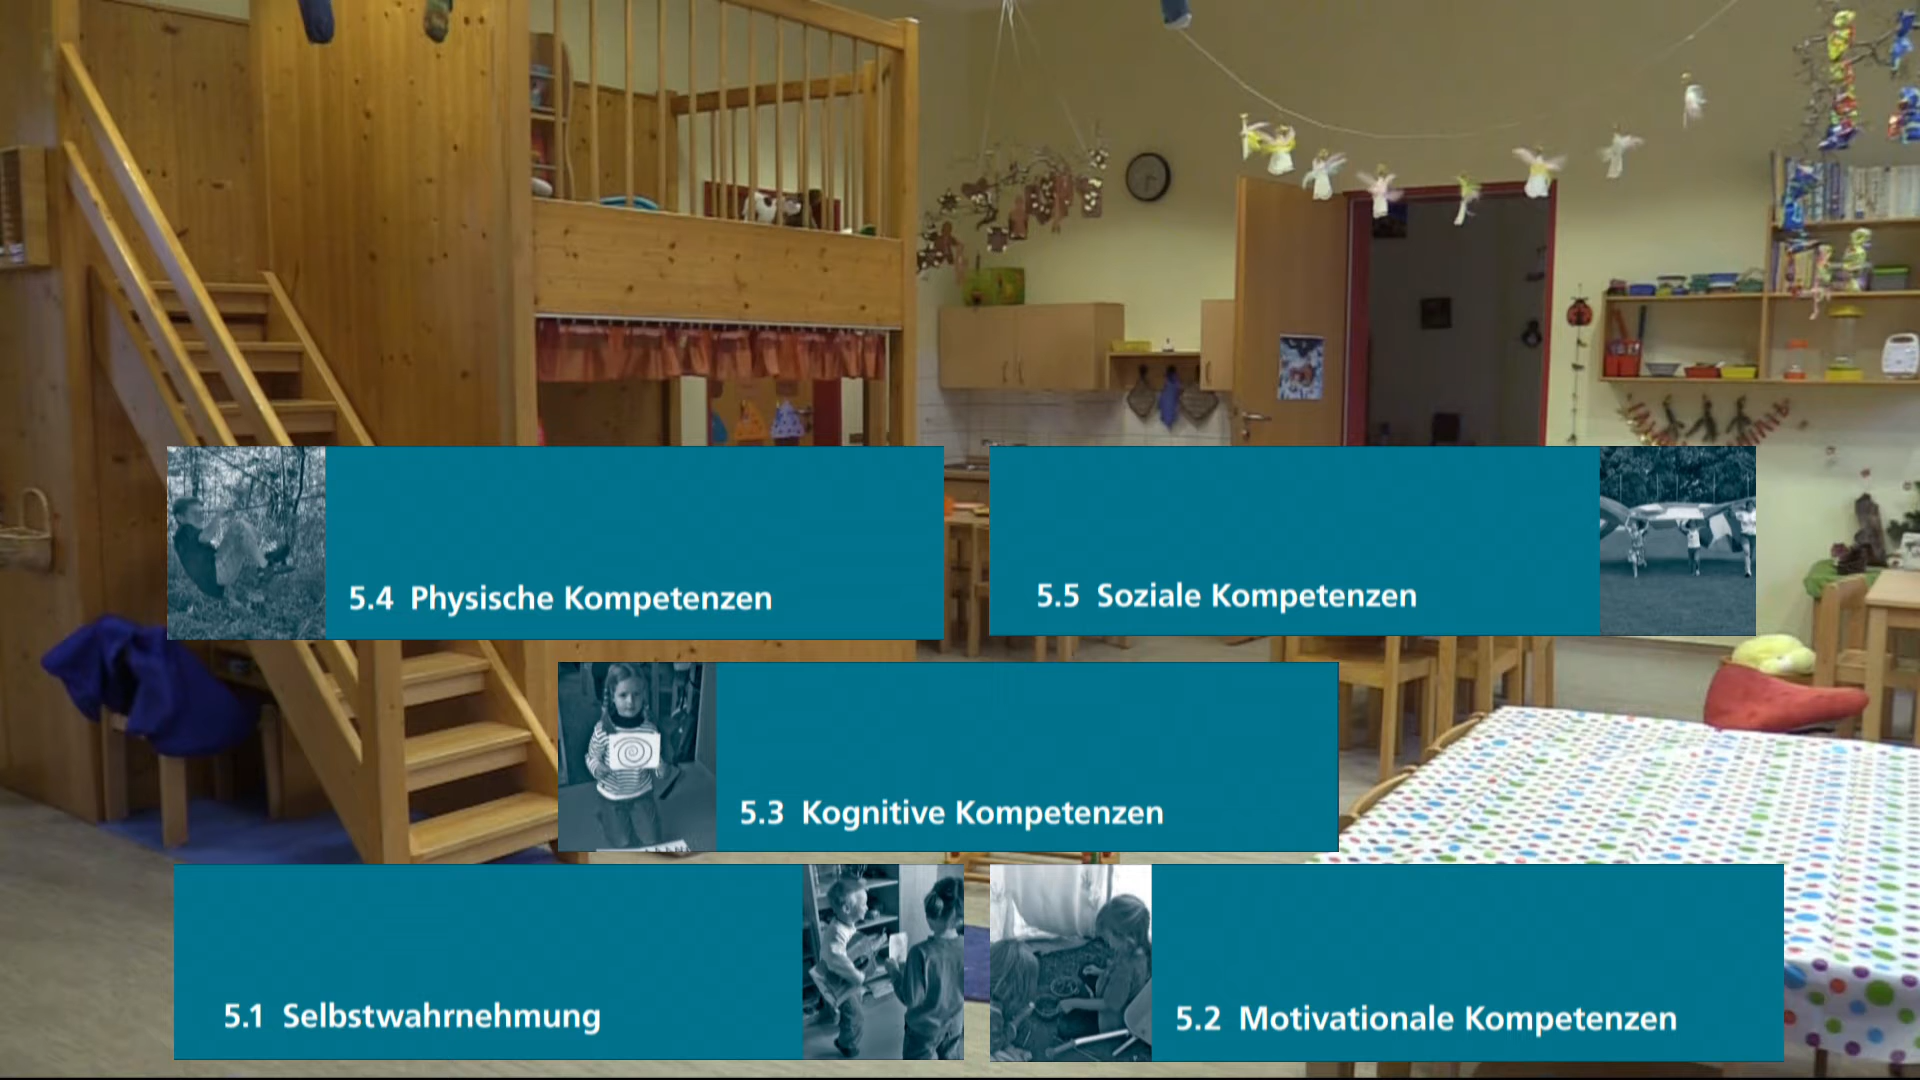 5.4 Physische Kompetenzen
5.5 Soziale Kompetenzen
5.3 Kognitive Kompetenzen
5.1 Selbstwahrnehmung
5.2 Motivationale Kompetenzen